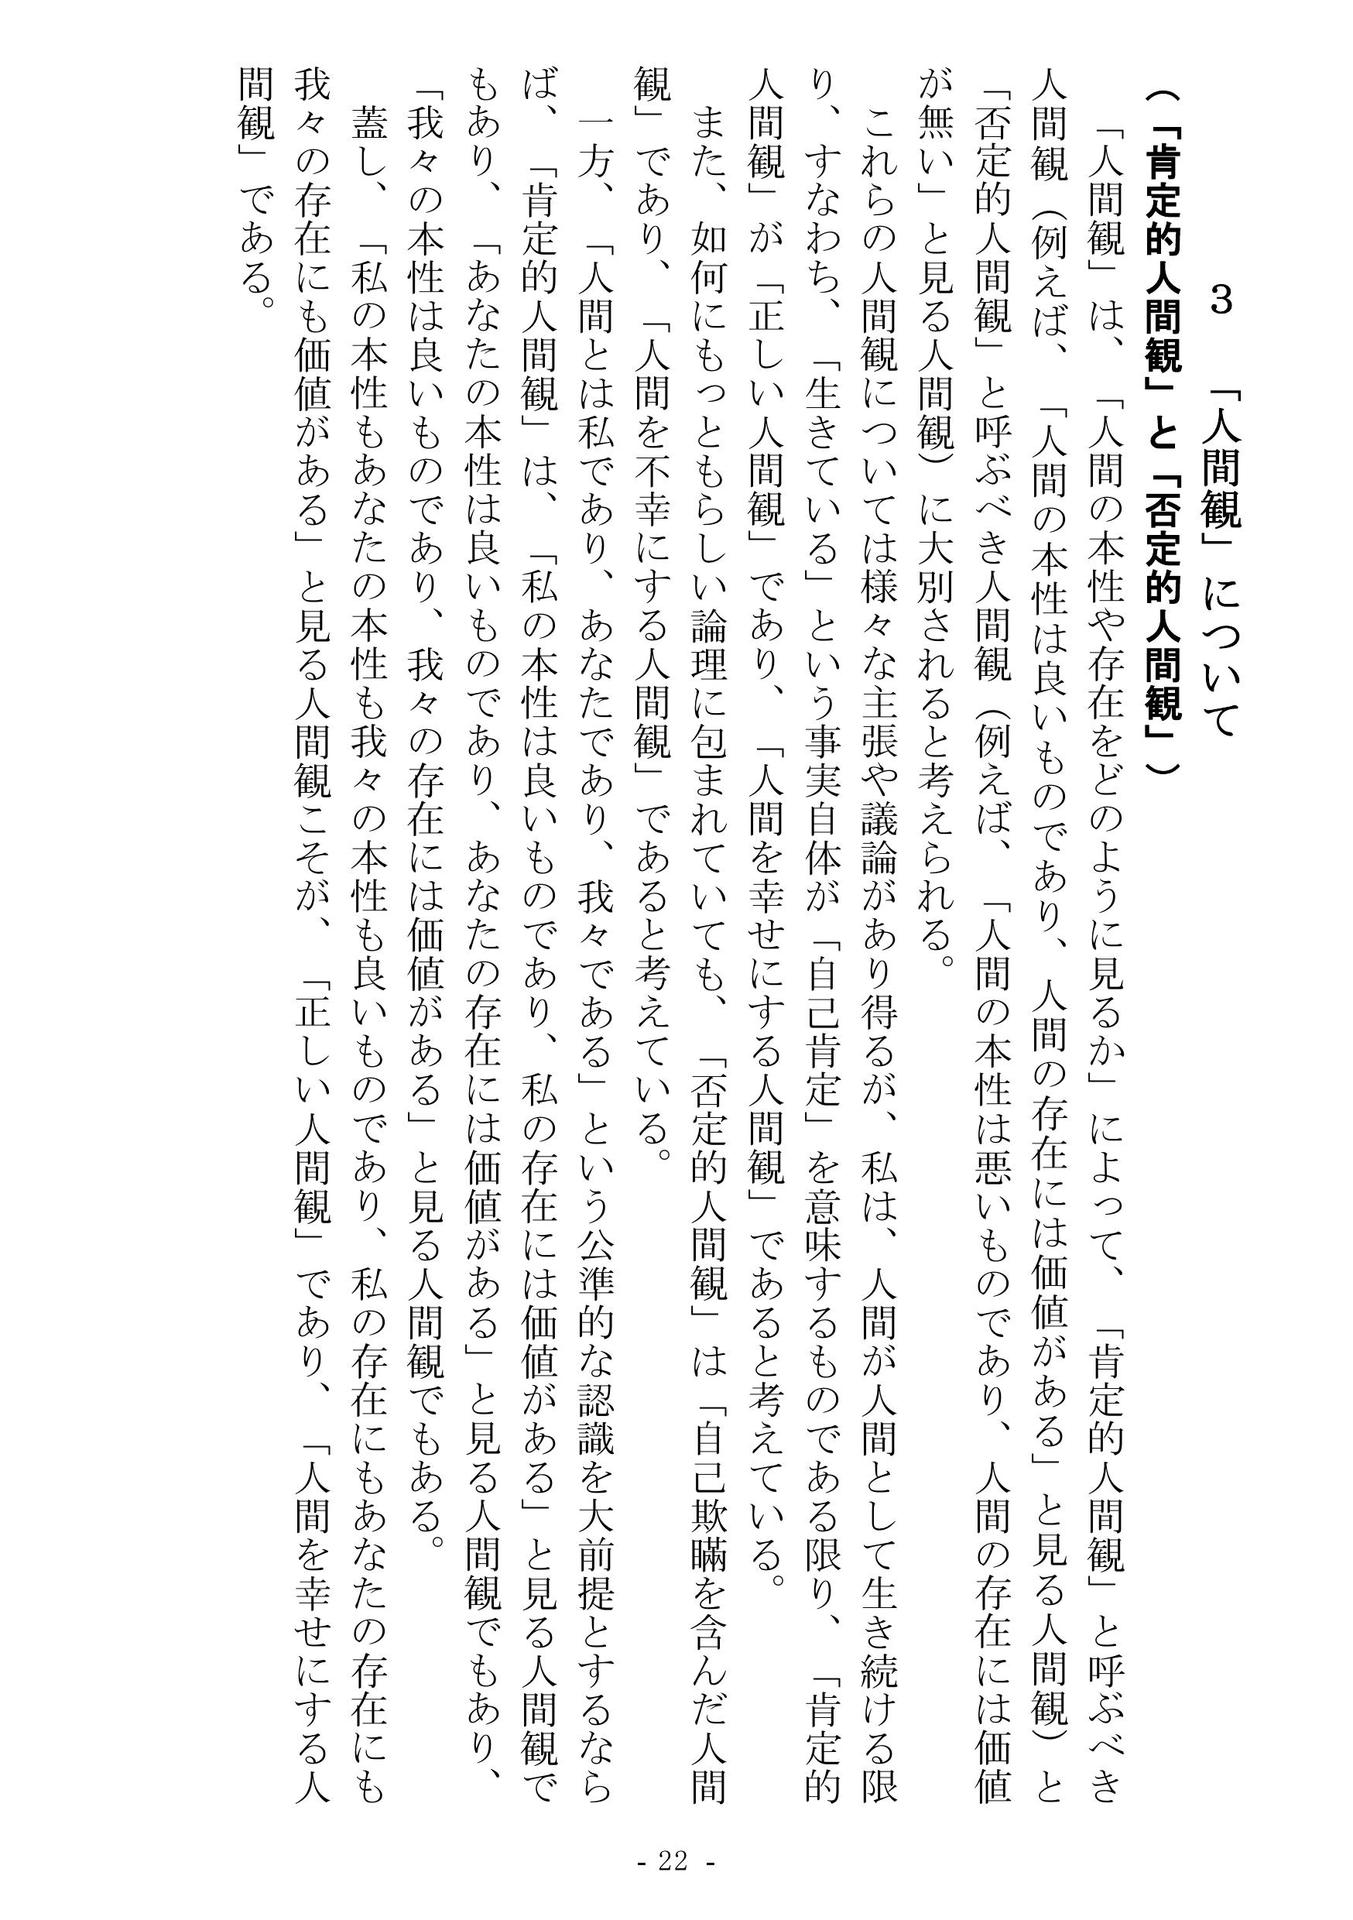 3　「人間観」について
（「肯定的人間観」と「否定的人間観」）
「人間観」は、「人間の本性や存在をどのように見るか」によって、「肯定的人間観」と呼ぶべき
人間観（例えば、「人間の本性は良いものであり、人間の存在には価値がある」と見る人間観）と
「否定的人間観」と呼ぶべき人間観（例えば、「人間の本性は悪いものであり、人間の存在には価値
が無い」と見る人間観）に大別されると考えられる。
これらの人間観については様々な主張や議論があり得るが、私は、人間が人間として生き続ける限
り、すなわち、「生きている」という事実自体が「自己肯定」を意味するものである限り、「肯定的
人間観」が「正しい人間観」であり、「人間を幸せにする人間観」であると考えている。
また、如何にもっともらしい論理に包まれていても、「否定的人間観」は「自己欺瞞を含んだ人間
観」であり、「人間を不幸にする人間観」であると考えている。
一方、「人間とは私であり、あなたであり、我々である」という公準的な認識を大前提とするなら
ば、「肯定的人間観」は、「私の本性は良いものであり、私の存在には価値がある」と見る人間観で
もあり、「あなたの本性は良いものであり、あなたの存在には価値がある」と見る人間観でもあり、
「我々の本性は良いものであり、我々の存在には価値がある」と見る人間観でもある。
蓋し、「私の本性もあなたの本性も我々の本性も良いものであり、私の存在にもあなたの存在にも
我々の存在にも価値がある」と見る人間観こそが、「正しい人間観」であり、「人間を幸せにする人
間観」である。
- 22 -